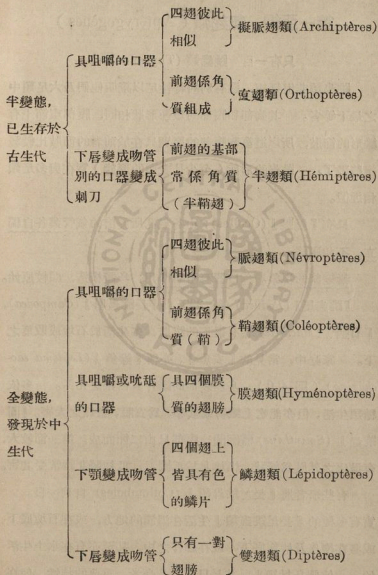 半變態，
已生存於
古生代
具咀嚼的口器
四翅彼此
相似
擬脈翅類(Archiptères)
前翅係角
質組成
直翅類(Orthoptères)
下唇變成吻管
別的口器變成
刺刀
前翅的基部
常係角質
(半鞘翅)
半翅類(Hémiptères)
全變態，
發現於中
生代
具咀嚼的口器
四翅彼此
相似
脈翅類(Névroptères)
前翅係角
質(鞘)
鞘翅類(Coléoptères)
具咀嚼或吮舐
的口器
具四個膜
質的翅膀
膜翅類(Hyménoptères)
下顎變成吻管
四個翅上
皆具有色
的鱗片
鱗翅類(Lépidoptères)
下唇變成吻管
只有一對
翅膀
雙翅類(Diptères)
NATIONAL CENTRAL LIBRARY